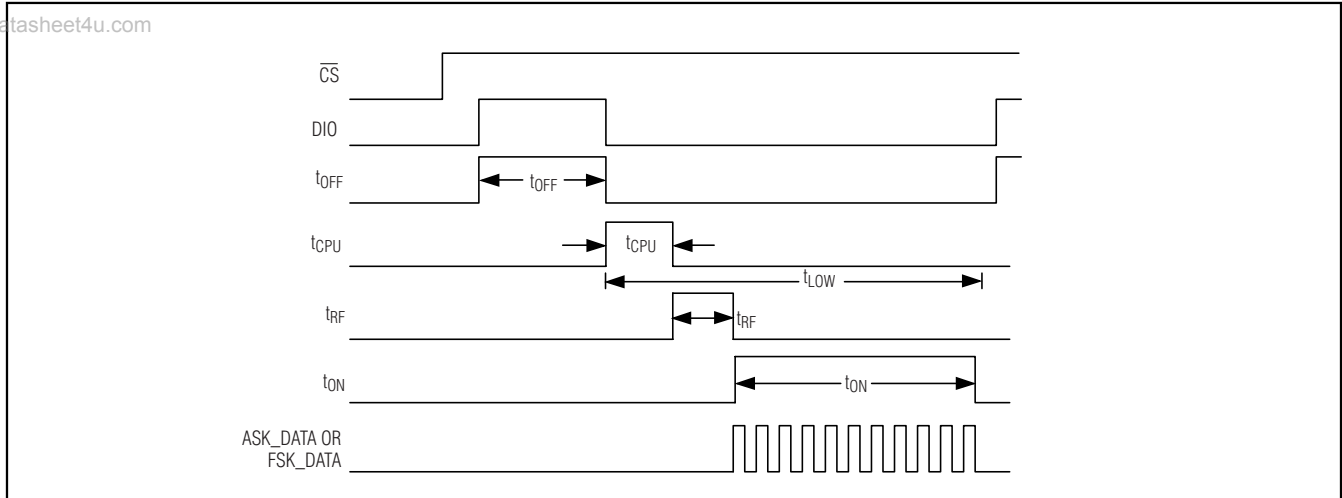 atasheet4u.com
CS
DIO
tOFF
tOFF
tCPU
tCPU
tLOW
tRF
tRF
tON
tON
ASK_DATA OR
FSK_DATA